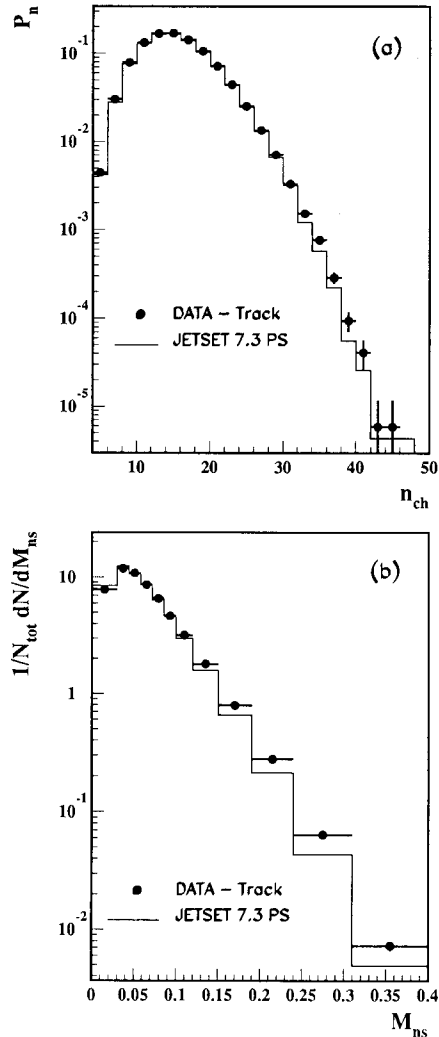 P_n
10^-1
10^-2
10^-3
10^-4
10^-5
(a)
DATA – Track
JETSET 7.3 PS
10 20 30 40 50
n_ch
1/N_tot dN/dM_ns
10
1
10^-1
10^-2
(b)
DATA – Track
JETSET 7.3 PS
0 0.05 0.1 0.15 0.2 0.25 0.3 0.35 0.4
M_ns